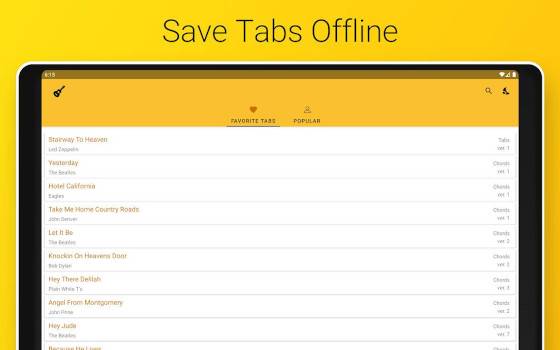 Save Tabs Offline
6:15
FAVORITE TABS
POPULAR
Stairway To Heaven
Tabs
Led Zeppelin
ver. 1
Yesterday
Chords
The Beatles
ver. 1
Hotel California
Chords
Eagles
ver. 1
Take Me Home Country Roads
Chords
John Denver
ver. 1
Let It Be
Chords
The Beatles
ver. 2
Knockin On Heavens Door
Chords
Bob Dylan
ver. 2
Hey There Delilah
Chords
Plain White T's
ver. 3
Angel From Montgomery
Chords
John Prine
ver. 2
Hey Jude
Chords
The Beatles
ver. 7
Because He Lives
Chords